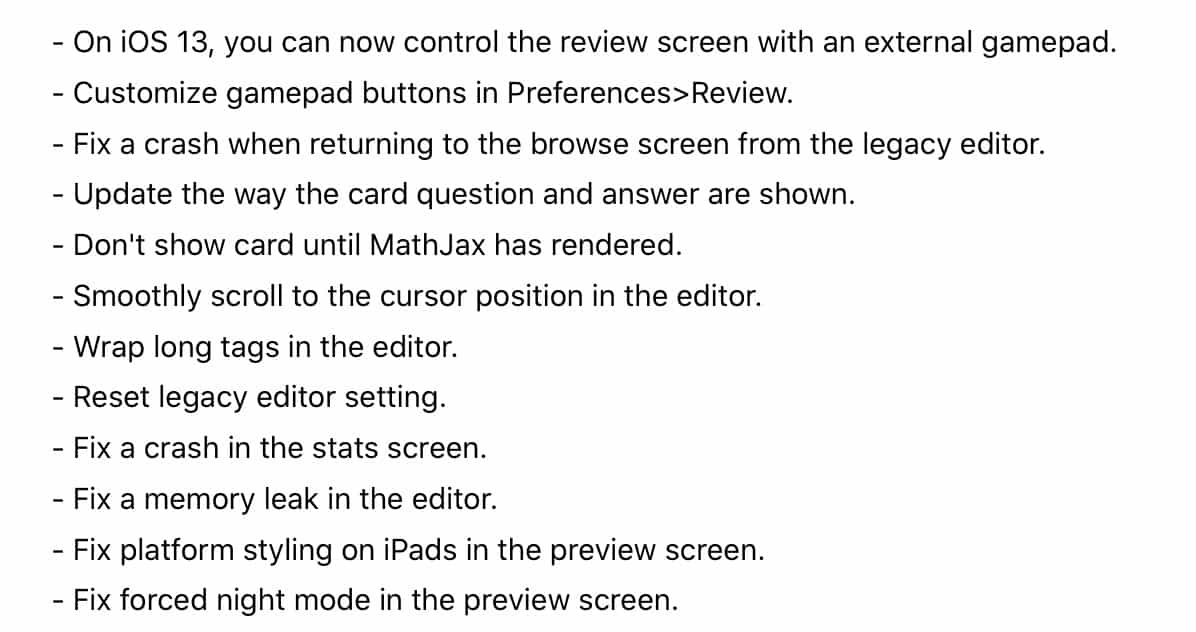 - On iOS 13, you can now control the review screen with an external gamepad.
- Customize gamepad buttons in Preferences>Review.
- Fix a crash when returning to the browse screen from the legacy editor.
- Update the way the card question and answer are shown.
- Don't show card until MathJax has rendered.
- Smoothly scroll to the cursor position in the editor.
- Wrap long tags in the editor.
- Reset legacy editor setting.
- Fix a crash in the stats screen.
- Fix a memory leak in the editor.
- Fix platform styling on iPads in the preview screen.
- Fix forced night mode in the preview screen.